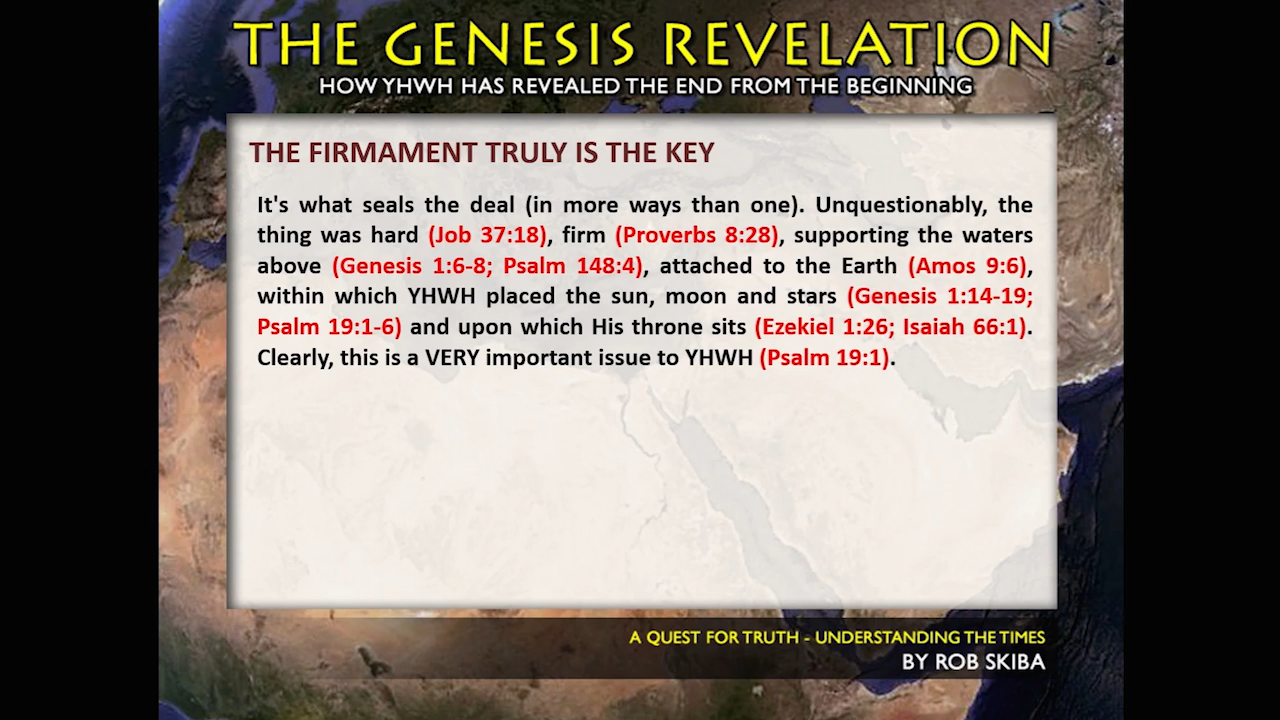 THE GENESIS REVELATION
HOW YHWH HAS REVEALED THE END FROM THE BEGINNING
THE FIRMAMENT TRULY IS THE KEY
It's what seals the deal (in more ways than one). Unquestionably, the
thing was hard (Job 37:18), firm (Proverbs 8:28), supporting the waters
above (Genesis 1:6-8; Psalm 148:4), attached to the Earth (Amos 9:6),
within which YHWH placed the sun, moon and stars (Genesis 1:14-19;
Psalm 19:1-6) and upon which His throne sits (Ezekiel 1:26; Isaiah 66:1).
Clearly, this is a VERY important issue to YHWH (Psalm 19:1).
A QUEST FOR TRUTH - UNDERSTANDING THE TIMES
BY ROB SKIBA